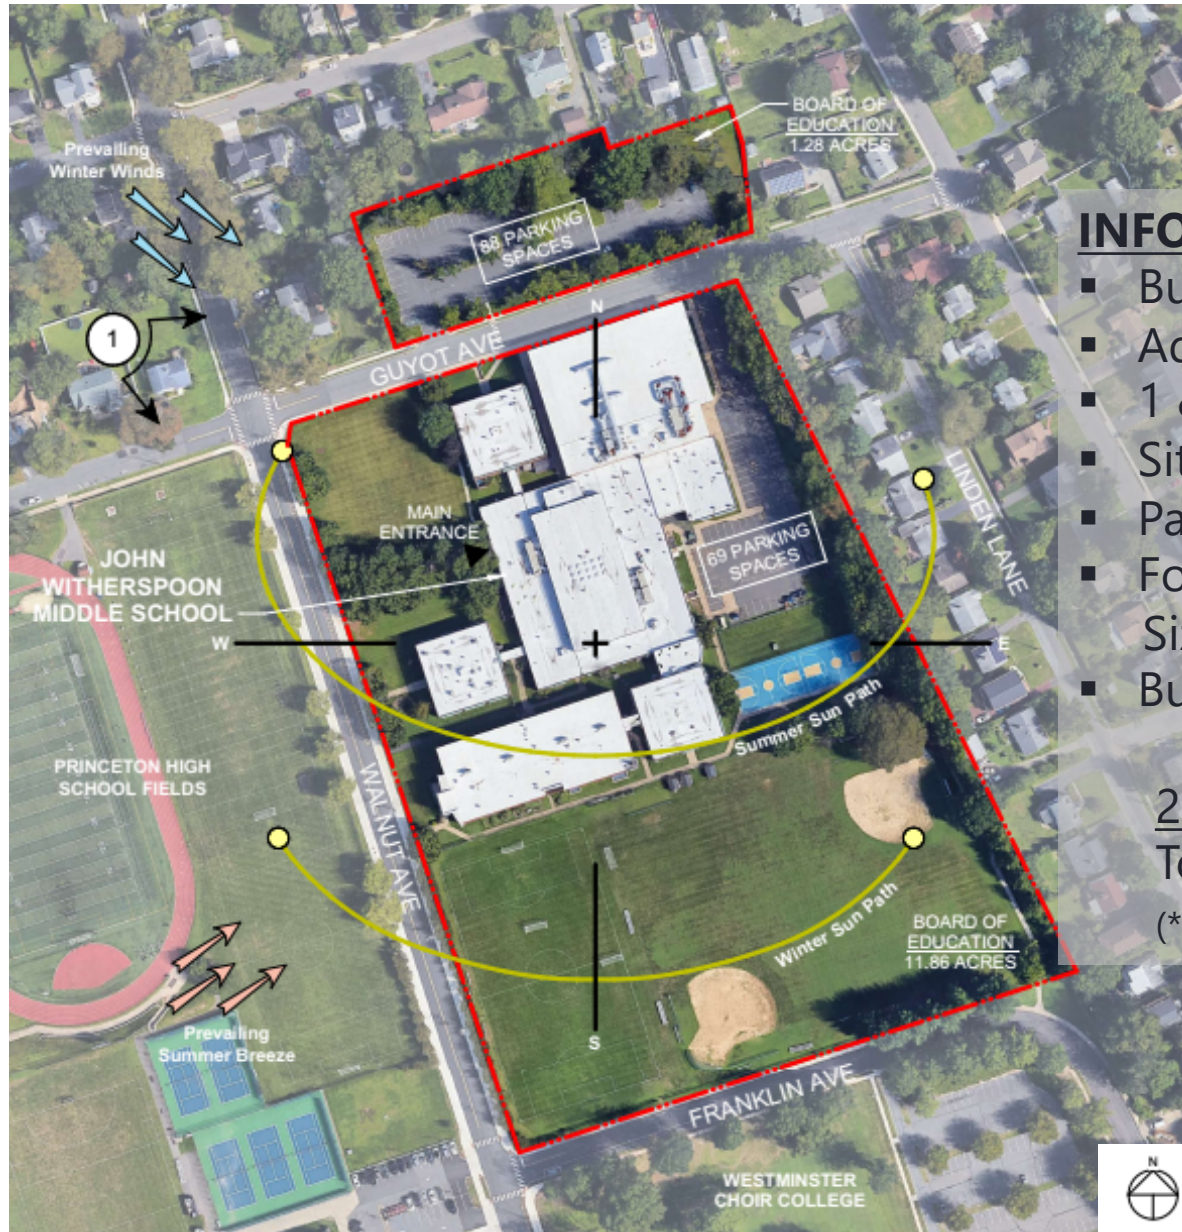 BOARD OF
EDUCATION
1.28 ACRES
Prevailing
Winter Winds
88 PARKING
SPACES
N
1
GUYOT AVE
MAIN
ENTRANCE
JOHN
WITHERSPOON
MIDDLE SCHOOL
69 PARKING
SPACES
LINDEN LANE
W
E
Summer Sun Path
PRINCETON HIGH
SCHOOL FIELDS
WALNUT AVE
Winter Sun Path
BOARD OF
EDUCATION
11.86 ACRES
Prevailing
Summer Breeze
S
FRANKLIN AVE
WESTMINSTER
CHOIR COLLEGE
N
INFO
▪ Bu
▪ Ac
▪ 1
▪ Sit
▪ Pa
▪ Fo
Si
▪ Bu
2
To
(*